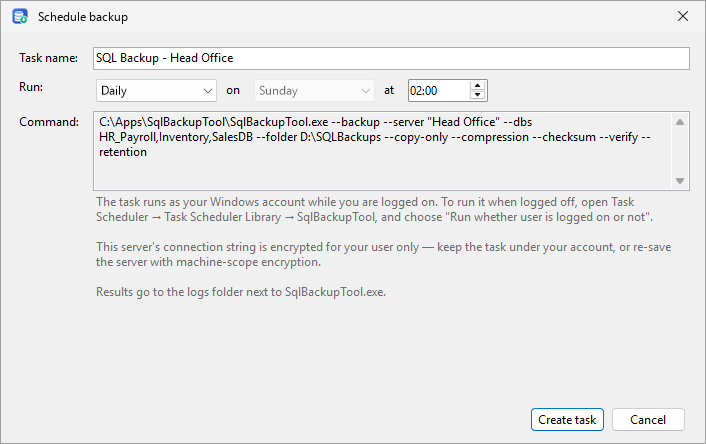 Schedule backup
Task name: SQL Backup - Head Office
Run: Daily on Sunday at 02:00
Command: C:\Apps\SqlBackupTool\SqlBackupTool.exe --backup --server "Head Office" --dbs
HR_Payroll,Inventory,SalesDB --folder D:\SQLBackups --copy-only --compression --checksum --verify --
retention
The task runs as your Windows account while you are logged on. To run it when logged off, open Task
Scheduler → Task Scheduler Library → SqlBackupTool, and choose "Run whether user is logged on or not".
This server's connection string is encrypted for your user only — keep the task under your account, or re-save
the server with machine-scope encryption.
Results go to the logs folder next to SqlBackupTool.exe.
Create task Cancel